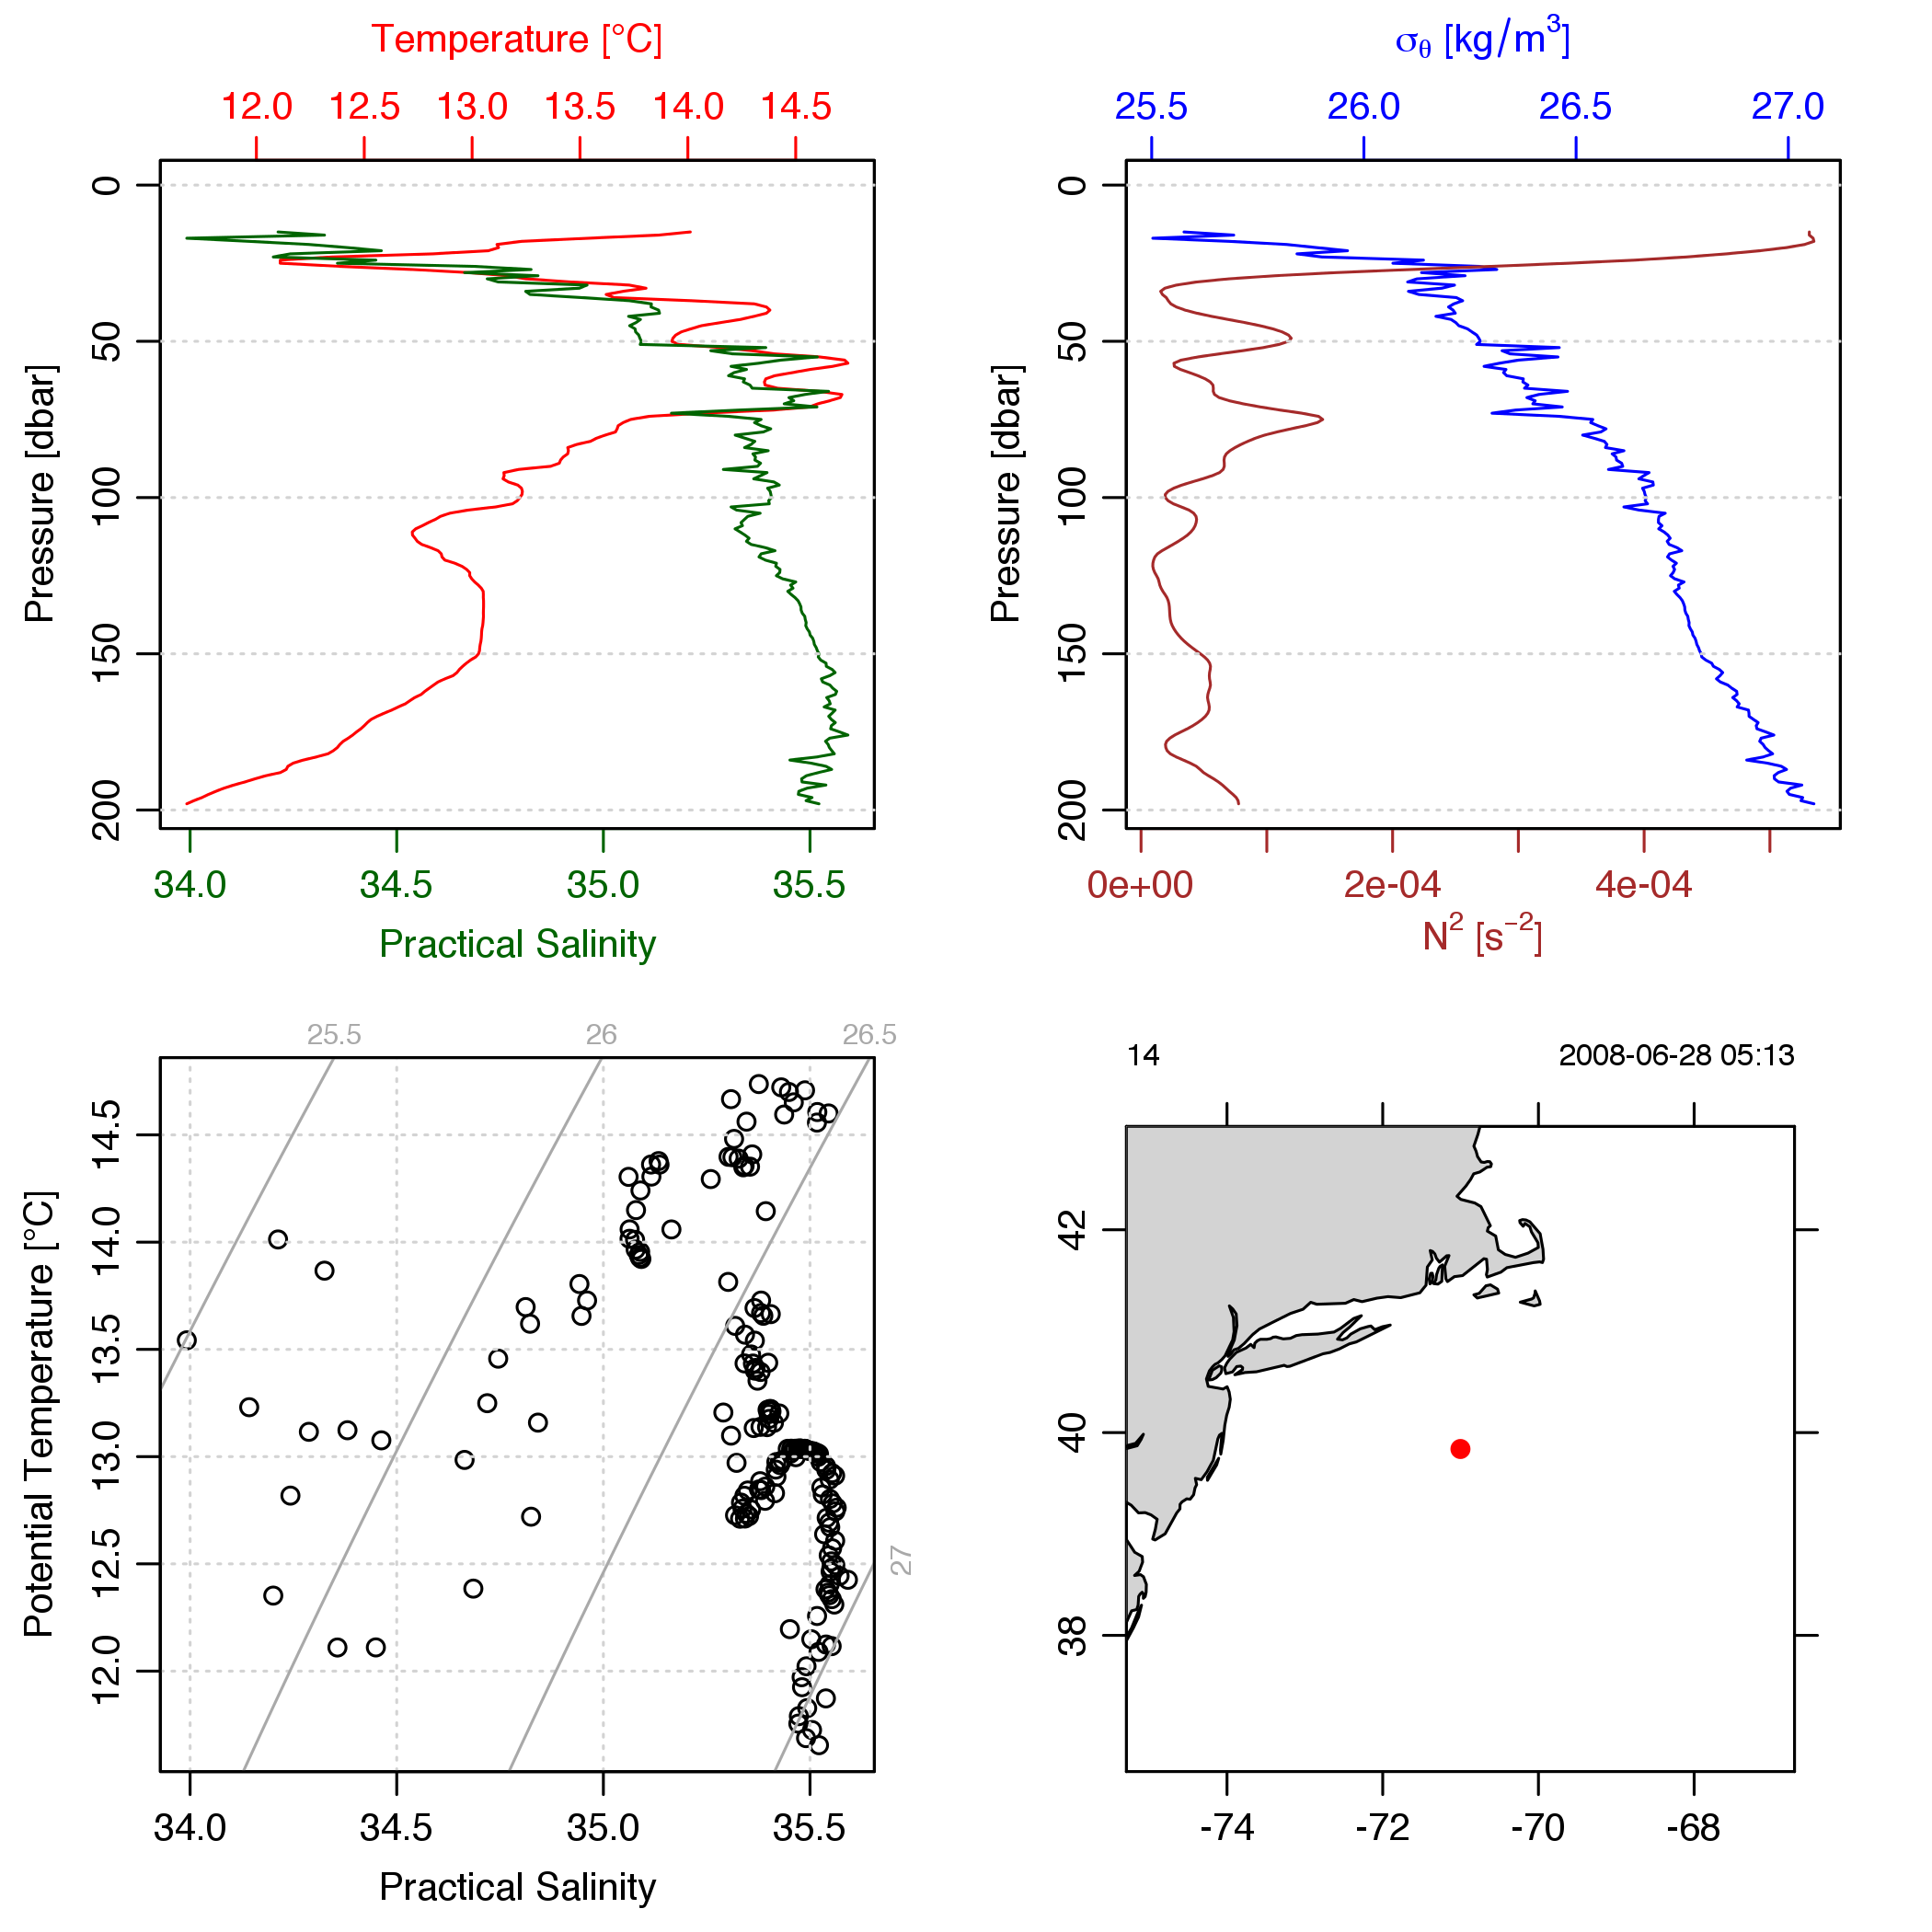 Temperature [°C]
12.0 12.5 13.0 13.5 14.0 14.5
0
50
100
150
200
Pressure [dbar]
34.0 34.5 35.0 35.5
Practical Salinity
σθ [kg/m³]
25.5 26.0 26.5 27.0
0
50
100
150
200
Pressure [dbar]
0e+00 2e-04 4e-04
N² [s⁻²]
25.5 26 26.5
27
14.5
14.0
13.5
13.0
12.5
12.0
Potential Temperature [°C]
34.0 34.5 35.0 35.5
Practical Salinity
14 2008-06-28 05:13
42
40
38
-74 -72 -70 -68